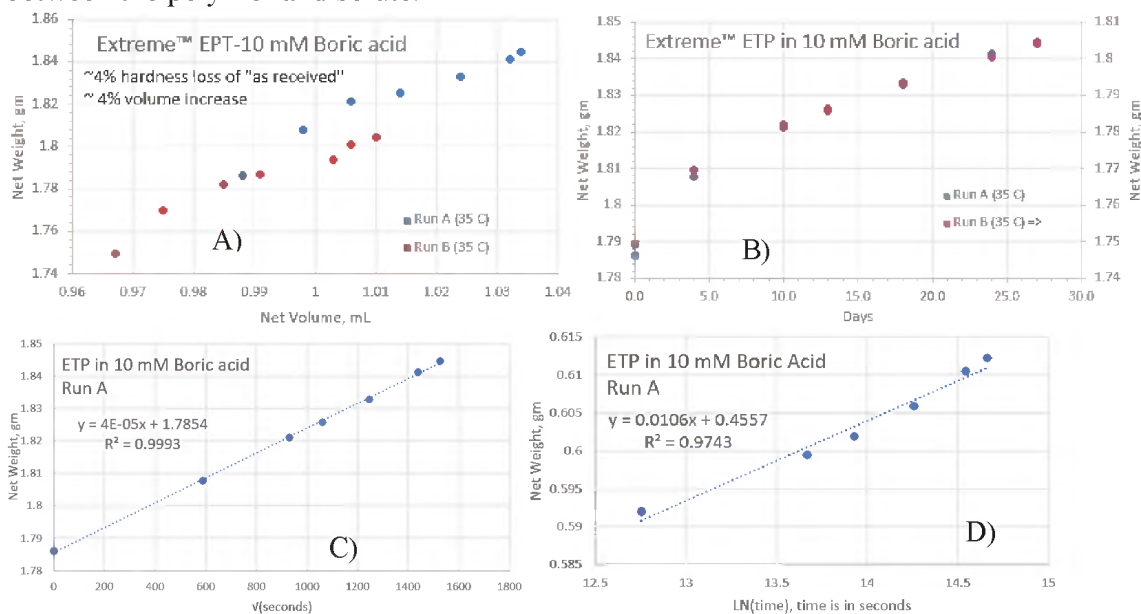 between the polymer and solute.
Extreme™ EPT-10 mM Boric acid
~4% hardness loss of "as received"
~ 4% volume increase
Net Weight, gm
1.86
1.84
1.82
1.8
1.78
1.76
1.74
0.96 0.97 0.98 0.99 1 1.01 1.02 1.03 1.04
Net Volume, mL
Run A (35 C)
Run B (35 C)
A)
Extreme™ ETP in 10 mM Boric acid
Net Weight, gm
1.85
1.84
1.83
1.82
1.81
1.8
1.79
1.78
1.81
1.8
1.79
1.78
1.77
1.76
1.75
1.74
Net Weight, gm
0.0 5.0 10.0 15.0 20.0 25.0 30.0
Days
Run A (35 C)
Run B (35 C) =>
B)
ETP in 10 mM Boric acid
Run A
y = 4E-05x + 1.7854
R² = 0.9993
Net Weight, gm
1.85
1.84
1.83
1.82
1.81
1.8
1.79
1.78
0 200 400 600 800 1000 1200 1400 1600 1800
√(seconds)
C)
ETP in 10 mM Boric Acid
Run A
y = 0.0106x + 0.4557
R² = 0.9743
Net Weight, gm
0.615
0.61
0.605
0.6
0.595
0.59
0.585
12.5 13 13.5 14 14.5 15
LN(time), time is in seconds
D)